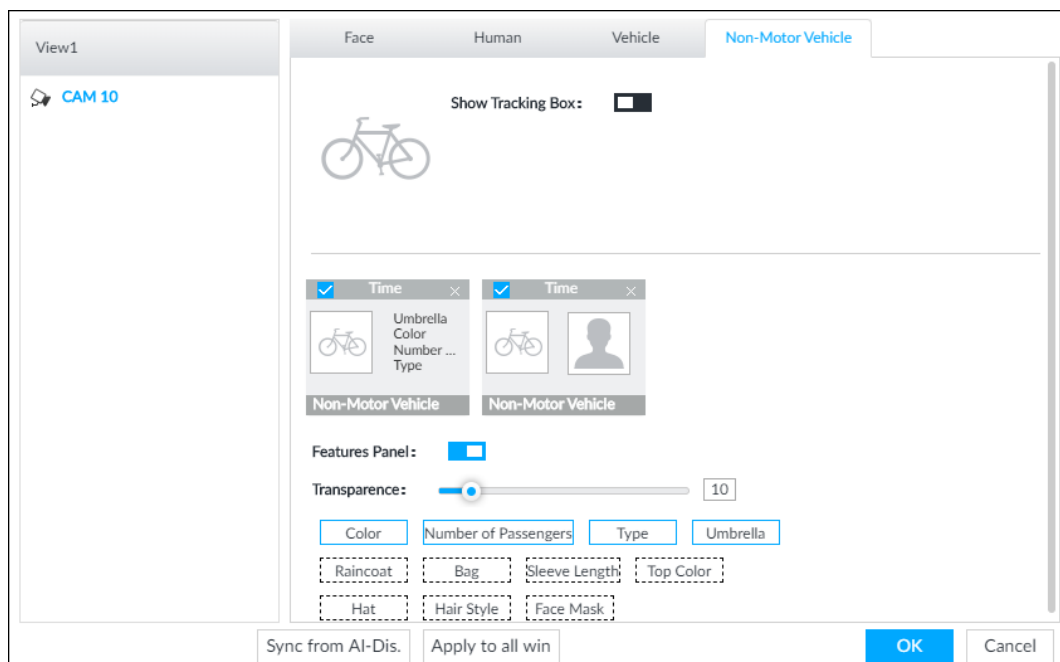 View1
Face Human Vehicle Non-Motor Vehicle
CAM 10
Show Tracking Box:
Time Time
Umbrella
Color
Number ...
Type
Non-Motor Vehicle Non-Motor Vehicle
Features Panel:
Transparence: 10
Color Number of Passengers Type Umbrella
Raincoat Bag Sleeve Length Top Color
Hat Hair Style Face Mask
Sync from AI-Dis. Apply to all win OK Cancel